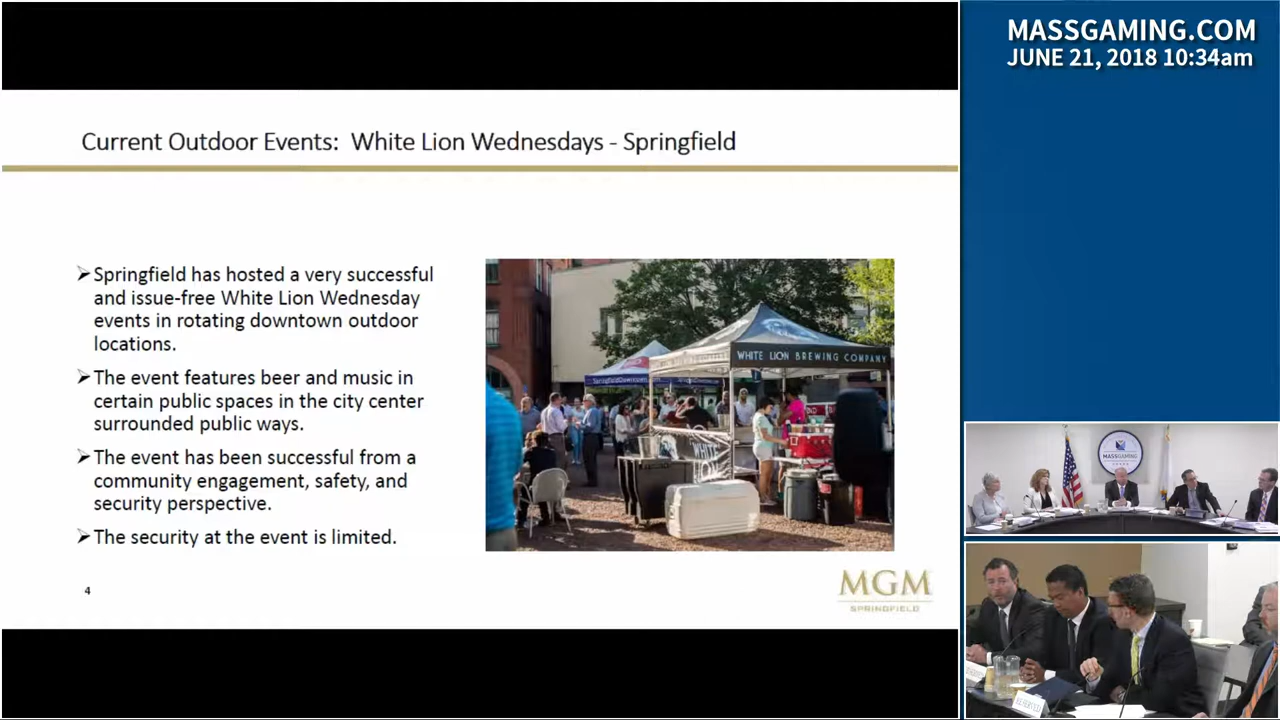 MASSGAMING.COM
JUNE 21, 2018 10:34am
Current Outdoor Events: White Lion Wednesdays - Springfield
➢Springfield has hosted a very successful
and issue-free White Lion Wednesday
events in rotating downtown outdoor
locations.
➢The event features beer and music in
certain public spaces in the city center
surrounded public ways.
➢The event has been successful from a
community engagement, safety, and
security perspective.
➢The security at the event is limited.
WHITE LION BREWING COMPANY
WHITE
4
MGM
SPRINGFIELD
MASSGAMING